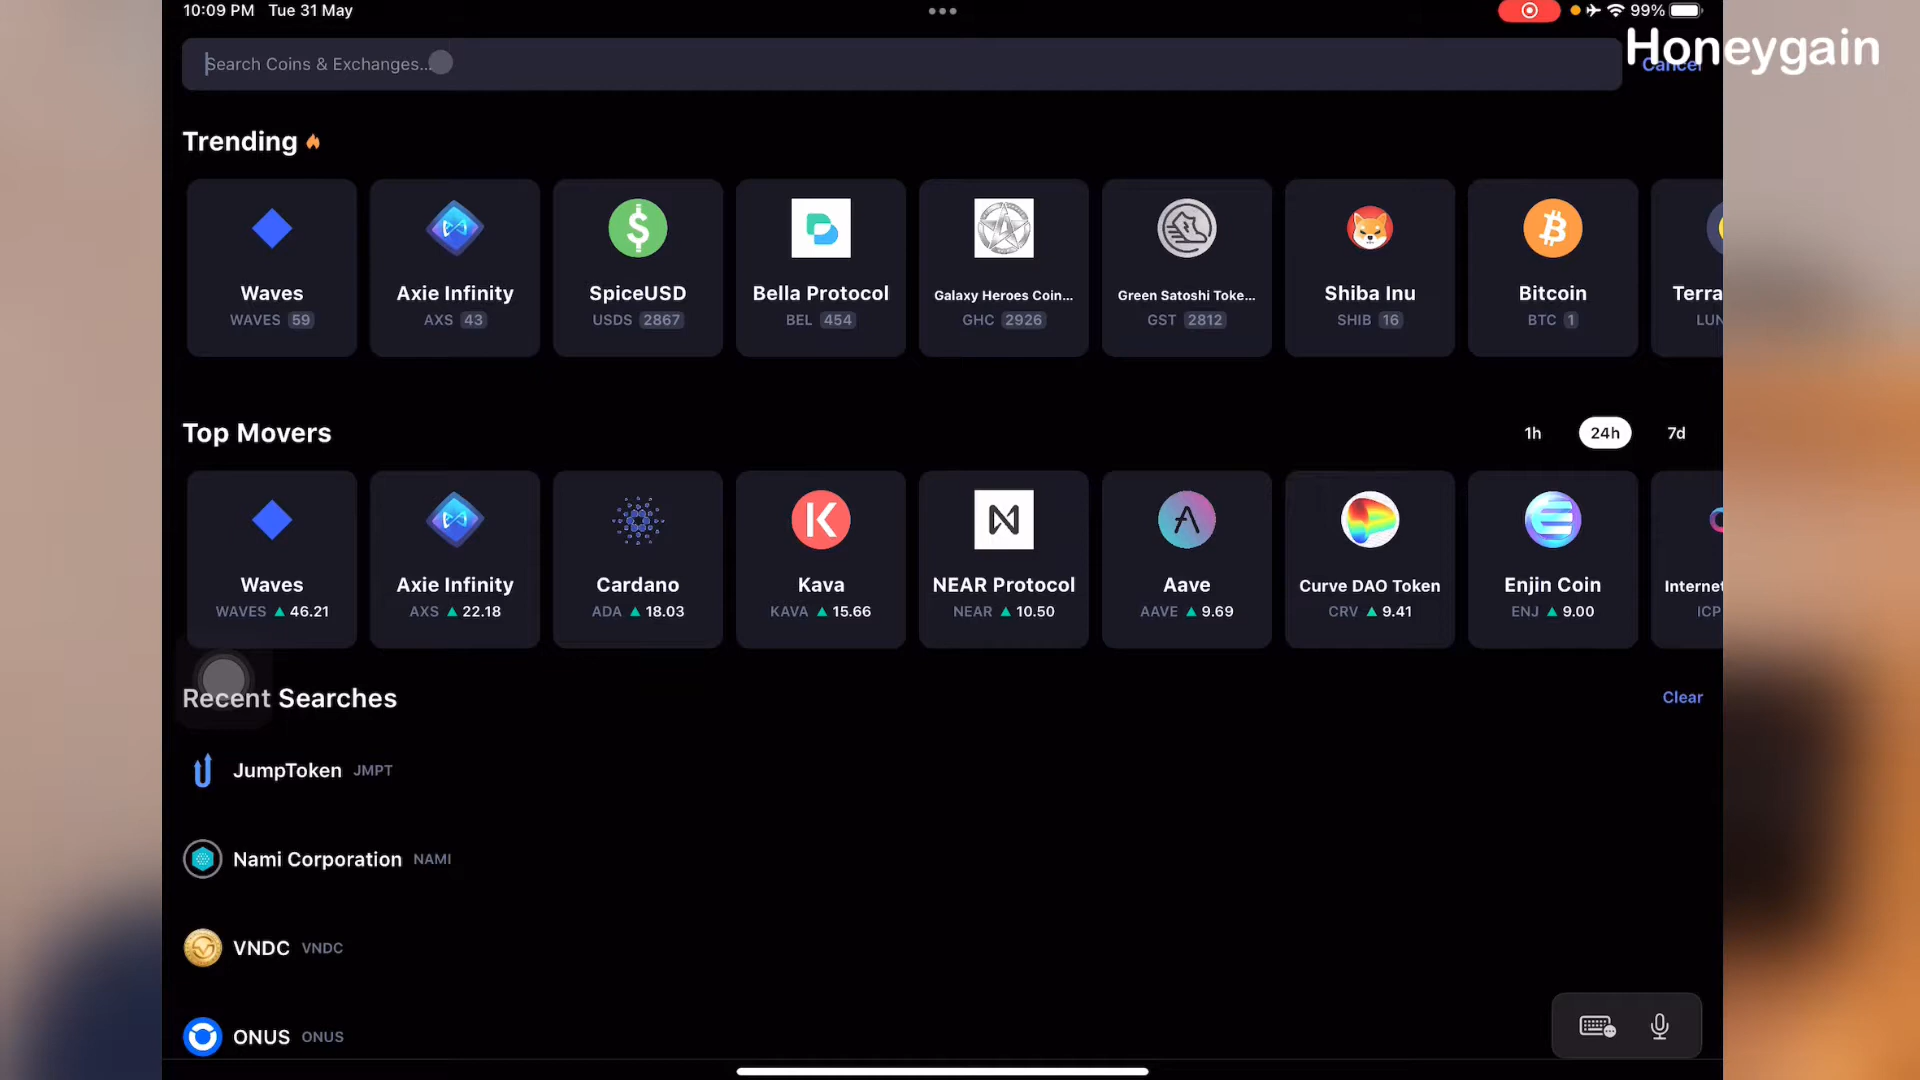 10:09 PM Tue 31 May
99%
Honeygain
Search Coins & Exchanges...
Cancel
Trending
Waves
WAVES 59
Axie Infinity
AXS 43
SpiceUSD
USDS 2867
Bella Protocol
BEL 454
Galaxy Heroes Coin...
GHC 2926
Green Satoshi Toke...
GST 2812
Shiba Inu
SHIB 16
Bitcoin
BTC 1
Terra
LUN
Top Movers
1h
24h
7d
Waves
WAVES ▲ 46.21
Axie Infinity
AXS ▲ 22.18
Cardano
ADA ▲ 18.03
Kava
KAVA ▲ 15.66
NEAR Protocol
NEAR ▲ 10.50
Aave
AAVE ▲ 9.69
Curve DAO Token
CRV ▲ 9.41
Enjin Coin
ENJ ▲ 9.00
Internet
ICP
Recent Searches
Clear
JumpToken JMPT
Nami Corporation NAMI
VNDC VNDC
ONUS ONUS